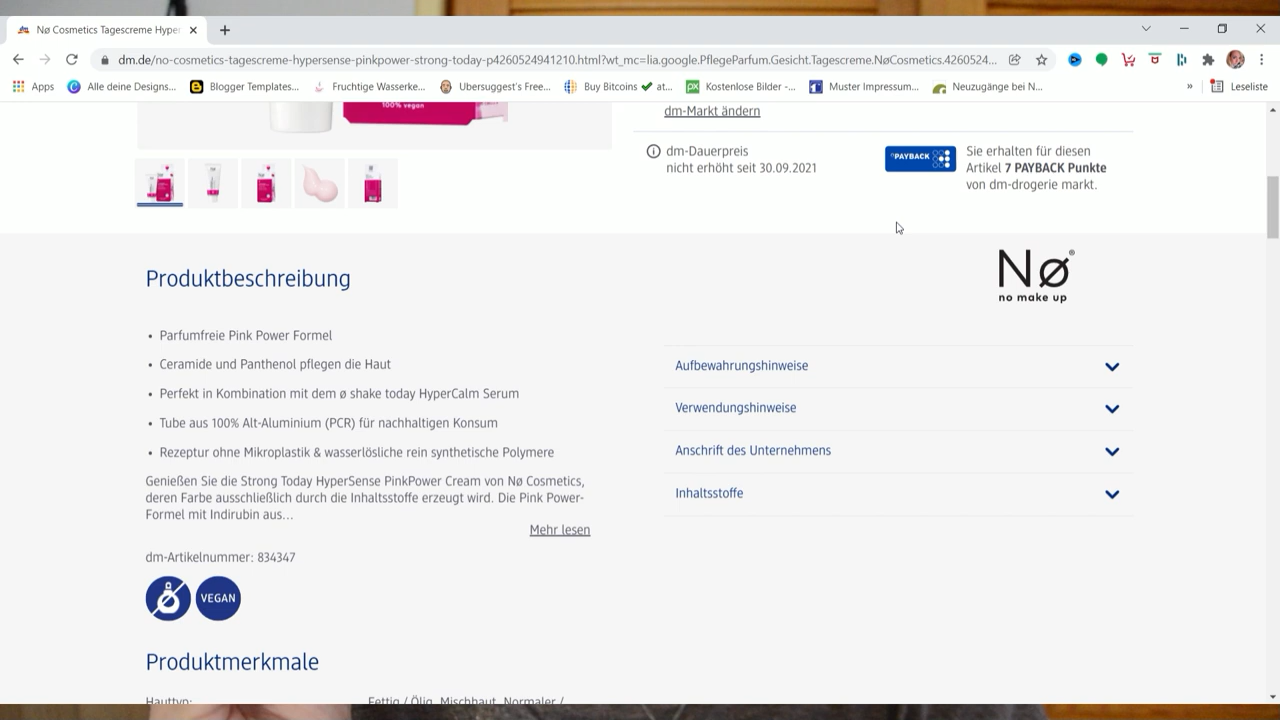 Nø Cosmetics Tagescreme Hyper
dm.de/no-cosmetics-tagescreme-hypersense-pinkpower-strong-today-p4260524941210.html?wt_mc=lia.google.PflegeParfum.Gesicht.Tagescreme.NøCosmetics.4260524...
Apps
Alle deine Designs...
Blogger Templates...
Fruchtige Wasserke...
Ubersuggest's Free...
Buy Bitcoins ✔ at...
Kostenlose Bilder -...
Muster Impressum...
Neuzugänge bei N...
»
Leseliste
100% vegan
dm-Markt ändern
dm-Dauerpreis
nicht erhöht seit 30.09.2021
°PAYBACK
Sie erhalten für diesen
Artikel 7 PAYBACK Punkte
von dm-drogerie markt.
Nø®
no make up
Produktbeschreibung
• Parfumfreie Pink Power Formel
• Ceramide und Panthenol pflegen die Haut
• Perfekt in Kombination mit dem ø shake today HyperCalm Serum
• Tube aus 100% Alt-Aluminium (PCR) für nachhaltigen Konsum
• Rezeptur ohne Mikroplastik & wasserlösliche rein synthetische Polymere
Genießen Sie die Strong Today HyperSense PinkPower Cream von Nø Cosmetics,
deren Farbe ausschließlich durch die Inhaltsstoffe erzeugt wird. Die Pink Power-
Formel mit Indirubin aus...
Mehr lesen
dm-Artikelnummer: 834347
VEGAN
Aufbewahrungshinweise
Verwendungshinweise
Anschrift des Unternehmens
Inhaltsstoffe
Produktmerkmale
Hauttyp:
Fettig / Ölig, Mischhaut, Normaler /